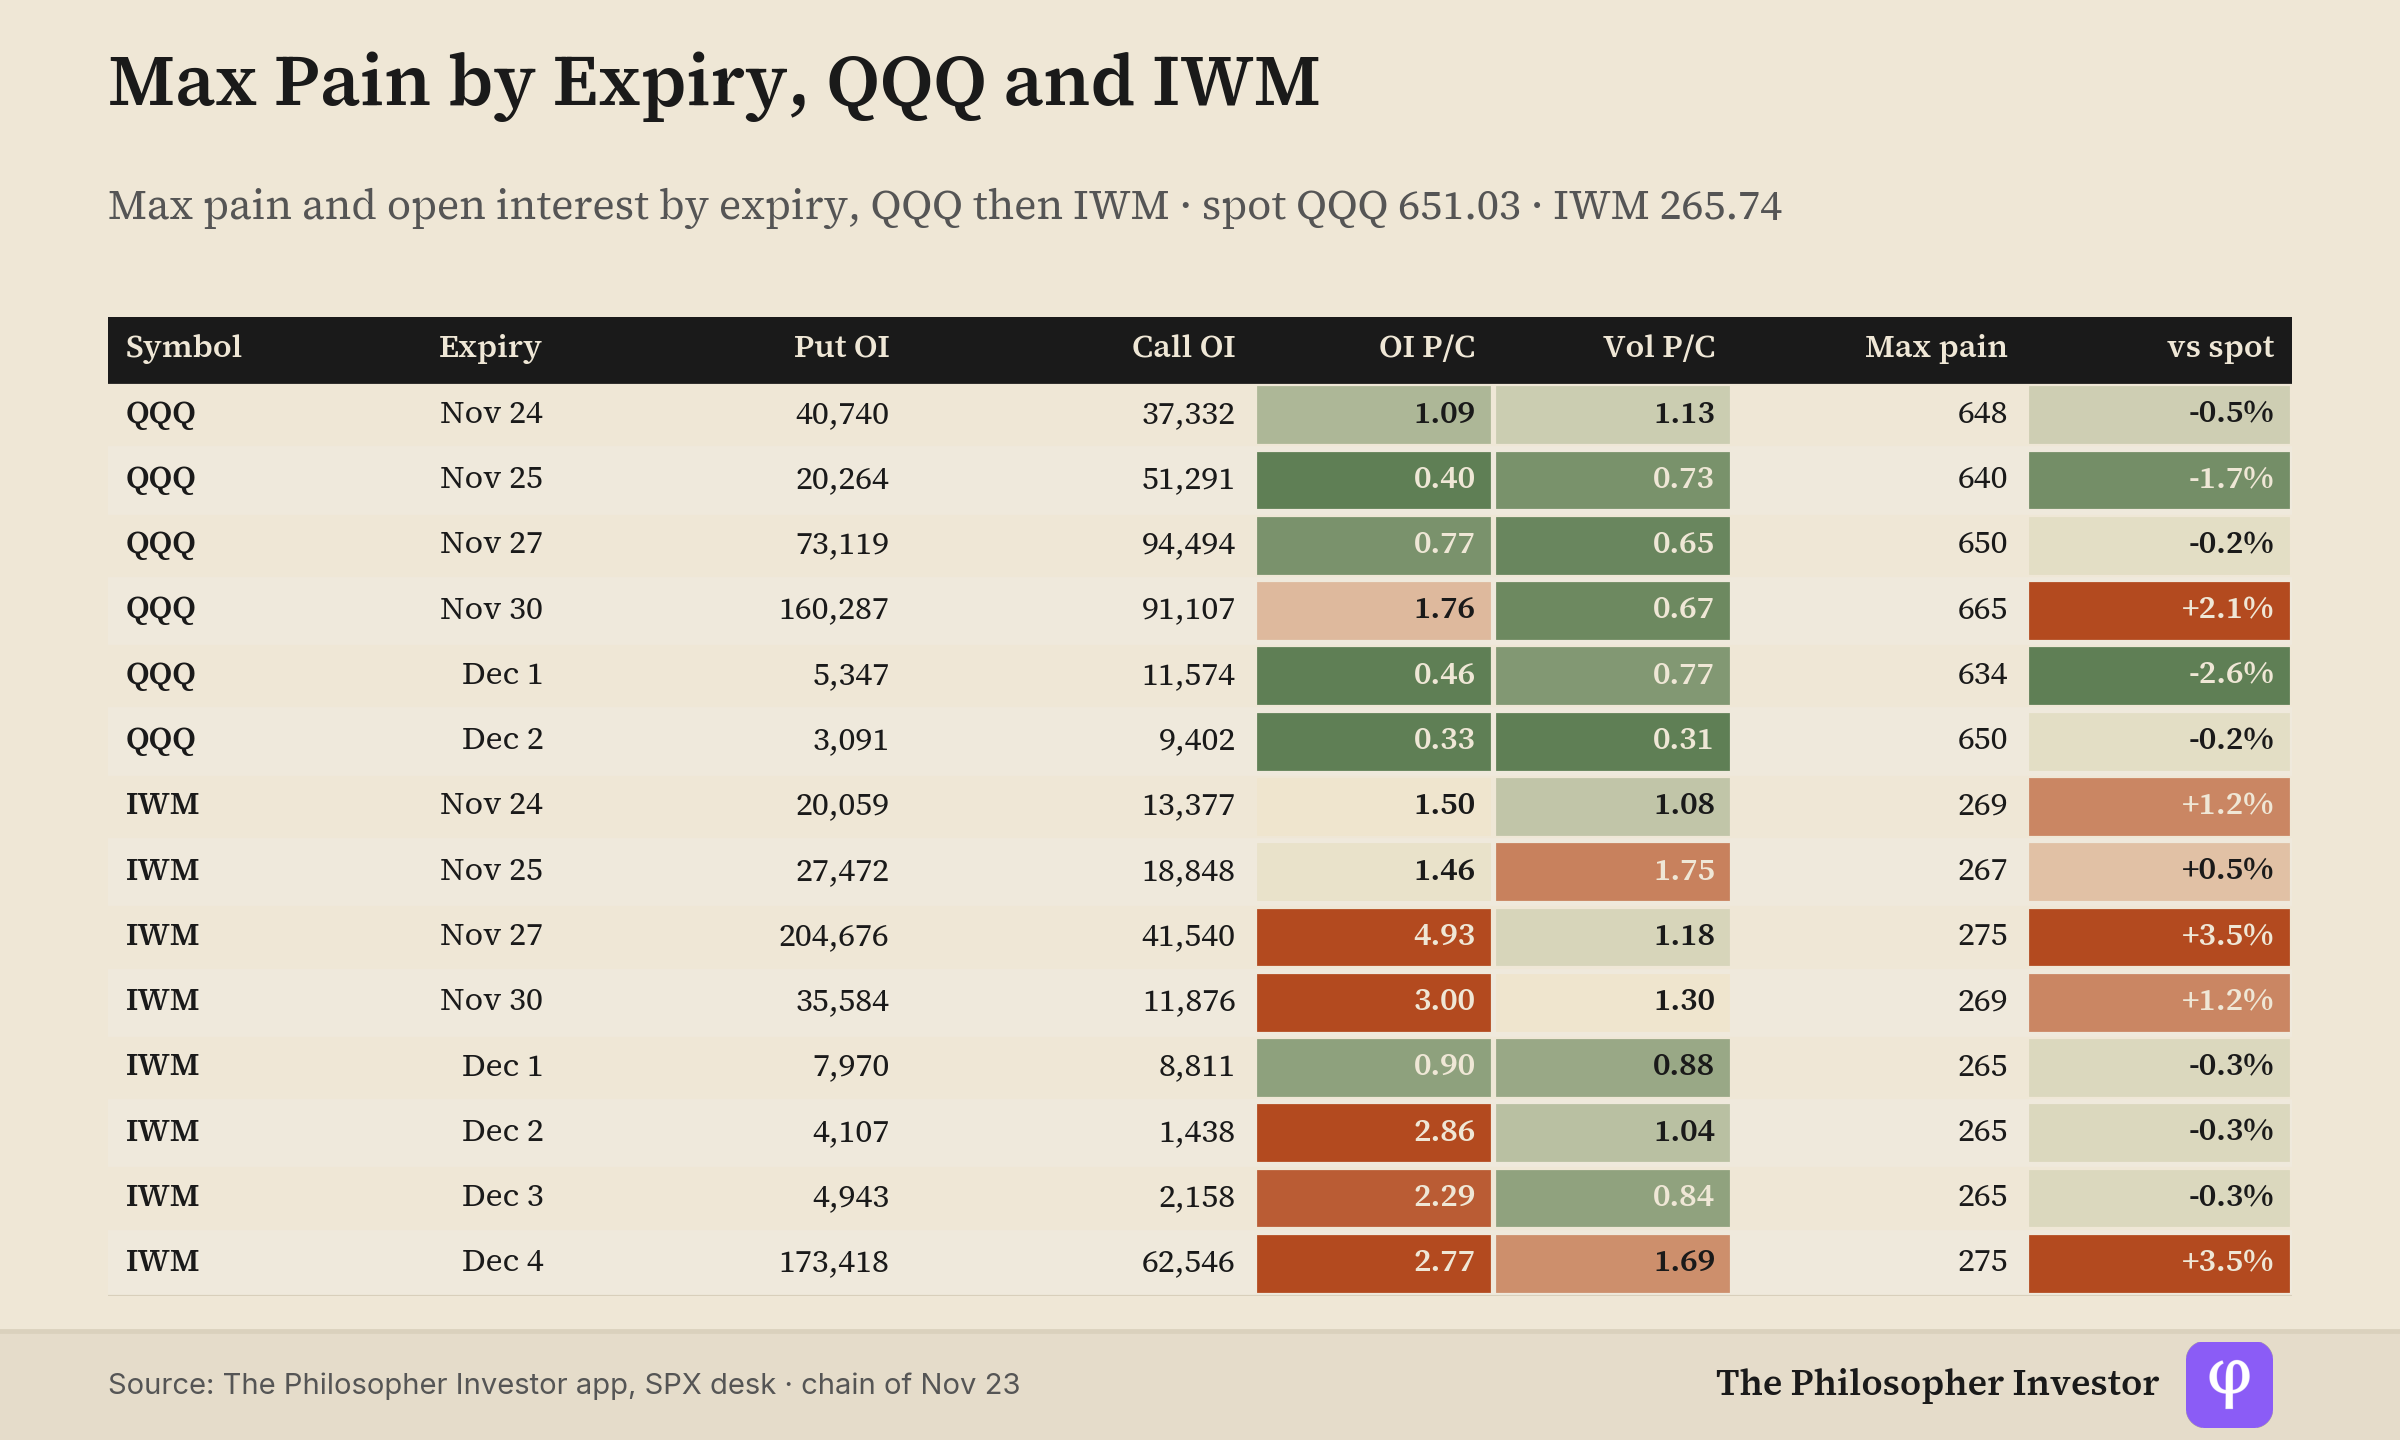 Max Pain by Expiry, QQQ and IWM
Max pain and open interest by expiry, QQQ then IWM · spot QQQ 651.03 · IWM 265.74
Symbol Expiry Put OI Call OI OI P/C Vol P/C Max pain vs spot
QQQ Nov 24 40,740 37,332 1.09 1.13 648 -0.5%
QQQ Nov 25 20,264 51,291 0.40 0.73 640 -1.7%
QQQ Nov 27 73,119 94,494 0.77 0.65 650 -0.2%
QQQ Nov 30 160,287 91,107 1.76 0.67 665 +2.1%
QQQ Dec 1 5,347 11,574 0.46 0.77 634 -2.6%
QQQ Dec 2 3,091 9,402 0.33 0.31 650 -0.2%
IWM Nov 24 20,059 13,377 1.50 1.08 269 +1.2%
IWM Nov 25 27,472 18,848 1.46 1.75 267 +0.5%
IWM Nov 27 204,676 41,540 4.93 1.18 275 +3.5%
IWM Nov 30 35,584 11,876 3.00 1.30 269 +1.2%
IWM Dec 1 7,970 8,811 0.90 0.88 265 -0.3%
IWM Dec 2 4,107 1,438 2.86 1.04 265 -0.3%
IWM Dec 3 4,943 2,158 2.29 0.84 265 -0.3%
IWM Dec 4 173,418 62,546 2.77 1.69 275 +3.5%
Source: The Philosopher Investor app, SPX desk · chain of Nov 23
The Philosopher Investor φ